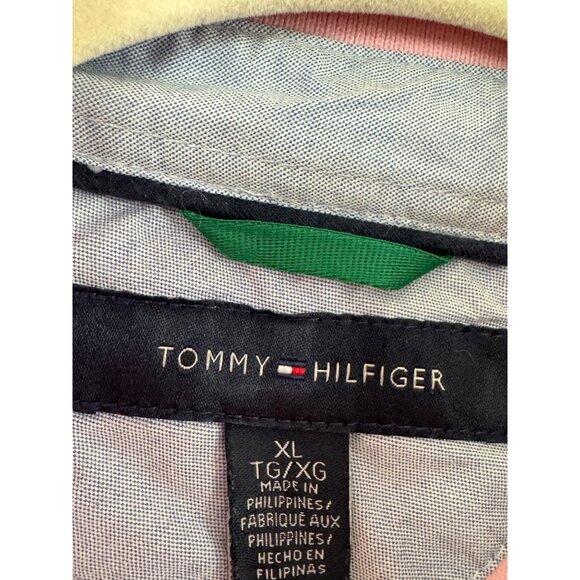 TOMMY HILFIGER
XL
TG/XG
MADE IN
PHILIPPINES/
FABRIQUÉ AUX
PHILIPPINES/
HECHO EN
FILIPINAS